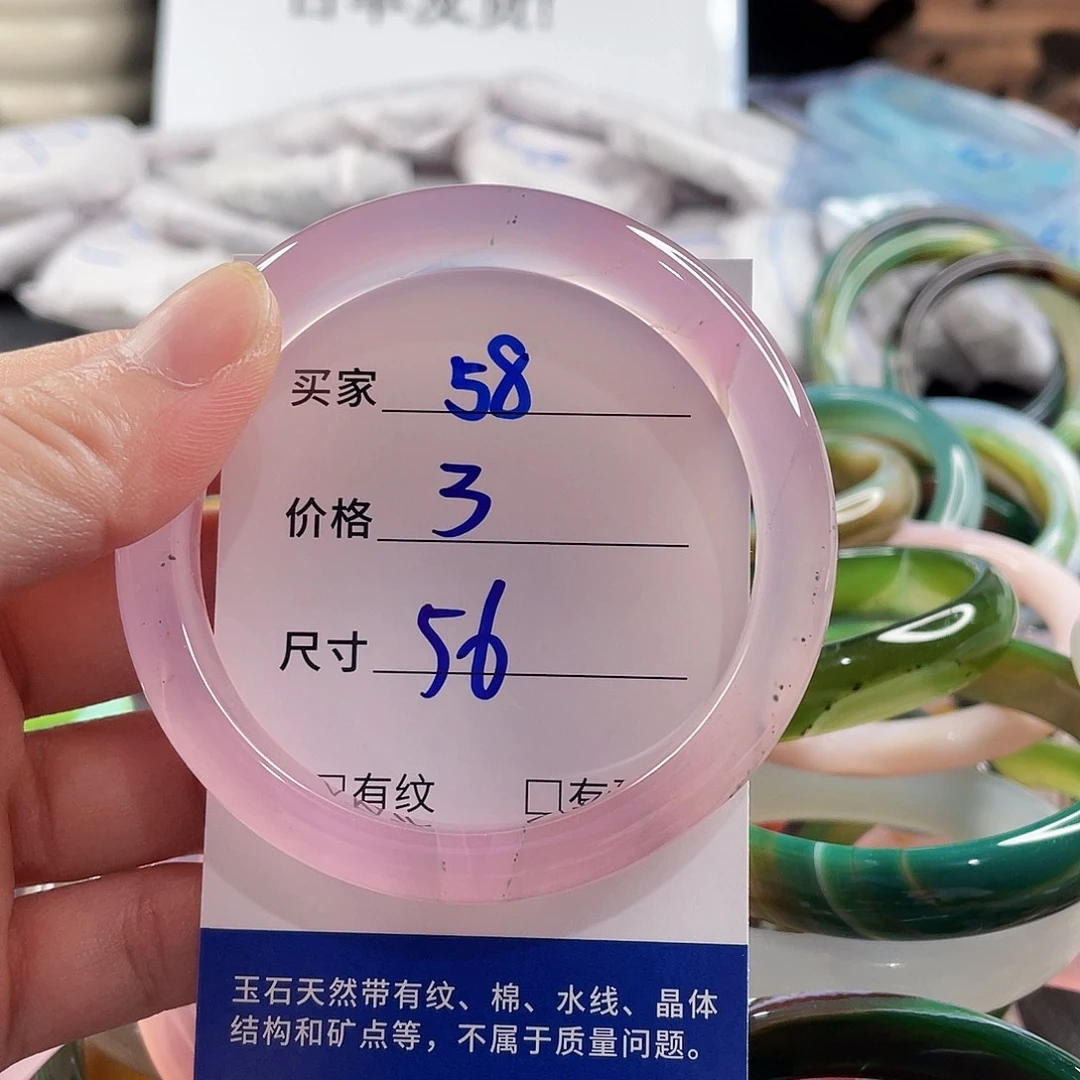 买家 58
价格 3
尺寸 56
□有纹 □有
玉石天然带有纹、棉、水线、晶体
结构和矿点等，不属于质量问题。